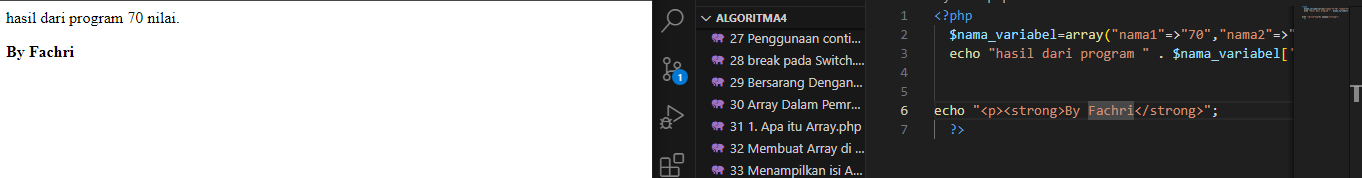 hasil dari program 70 nilai.
By Fachri
ALGORITMA4
27 Penggunaan conti...
28 break pada Switch....
29 Bersarang Dengan...
30 Array Dalam Pemr...
31 1. Apa itu Array.php
32 Membuat Array di ...
33 Menampilkan isi A...
1
1 <?php
2 $nama_variabel=array("nama1"=>"70","nama2"=>"
3 echo "hasil dari program " . $nama_variabel['
4
5
6 echo "<p><strong>By Fachri</strong>";
7 ?>